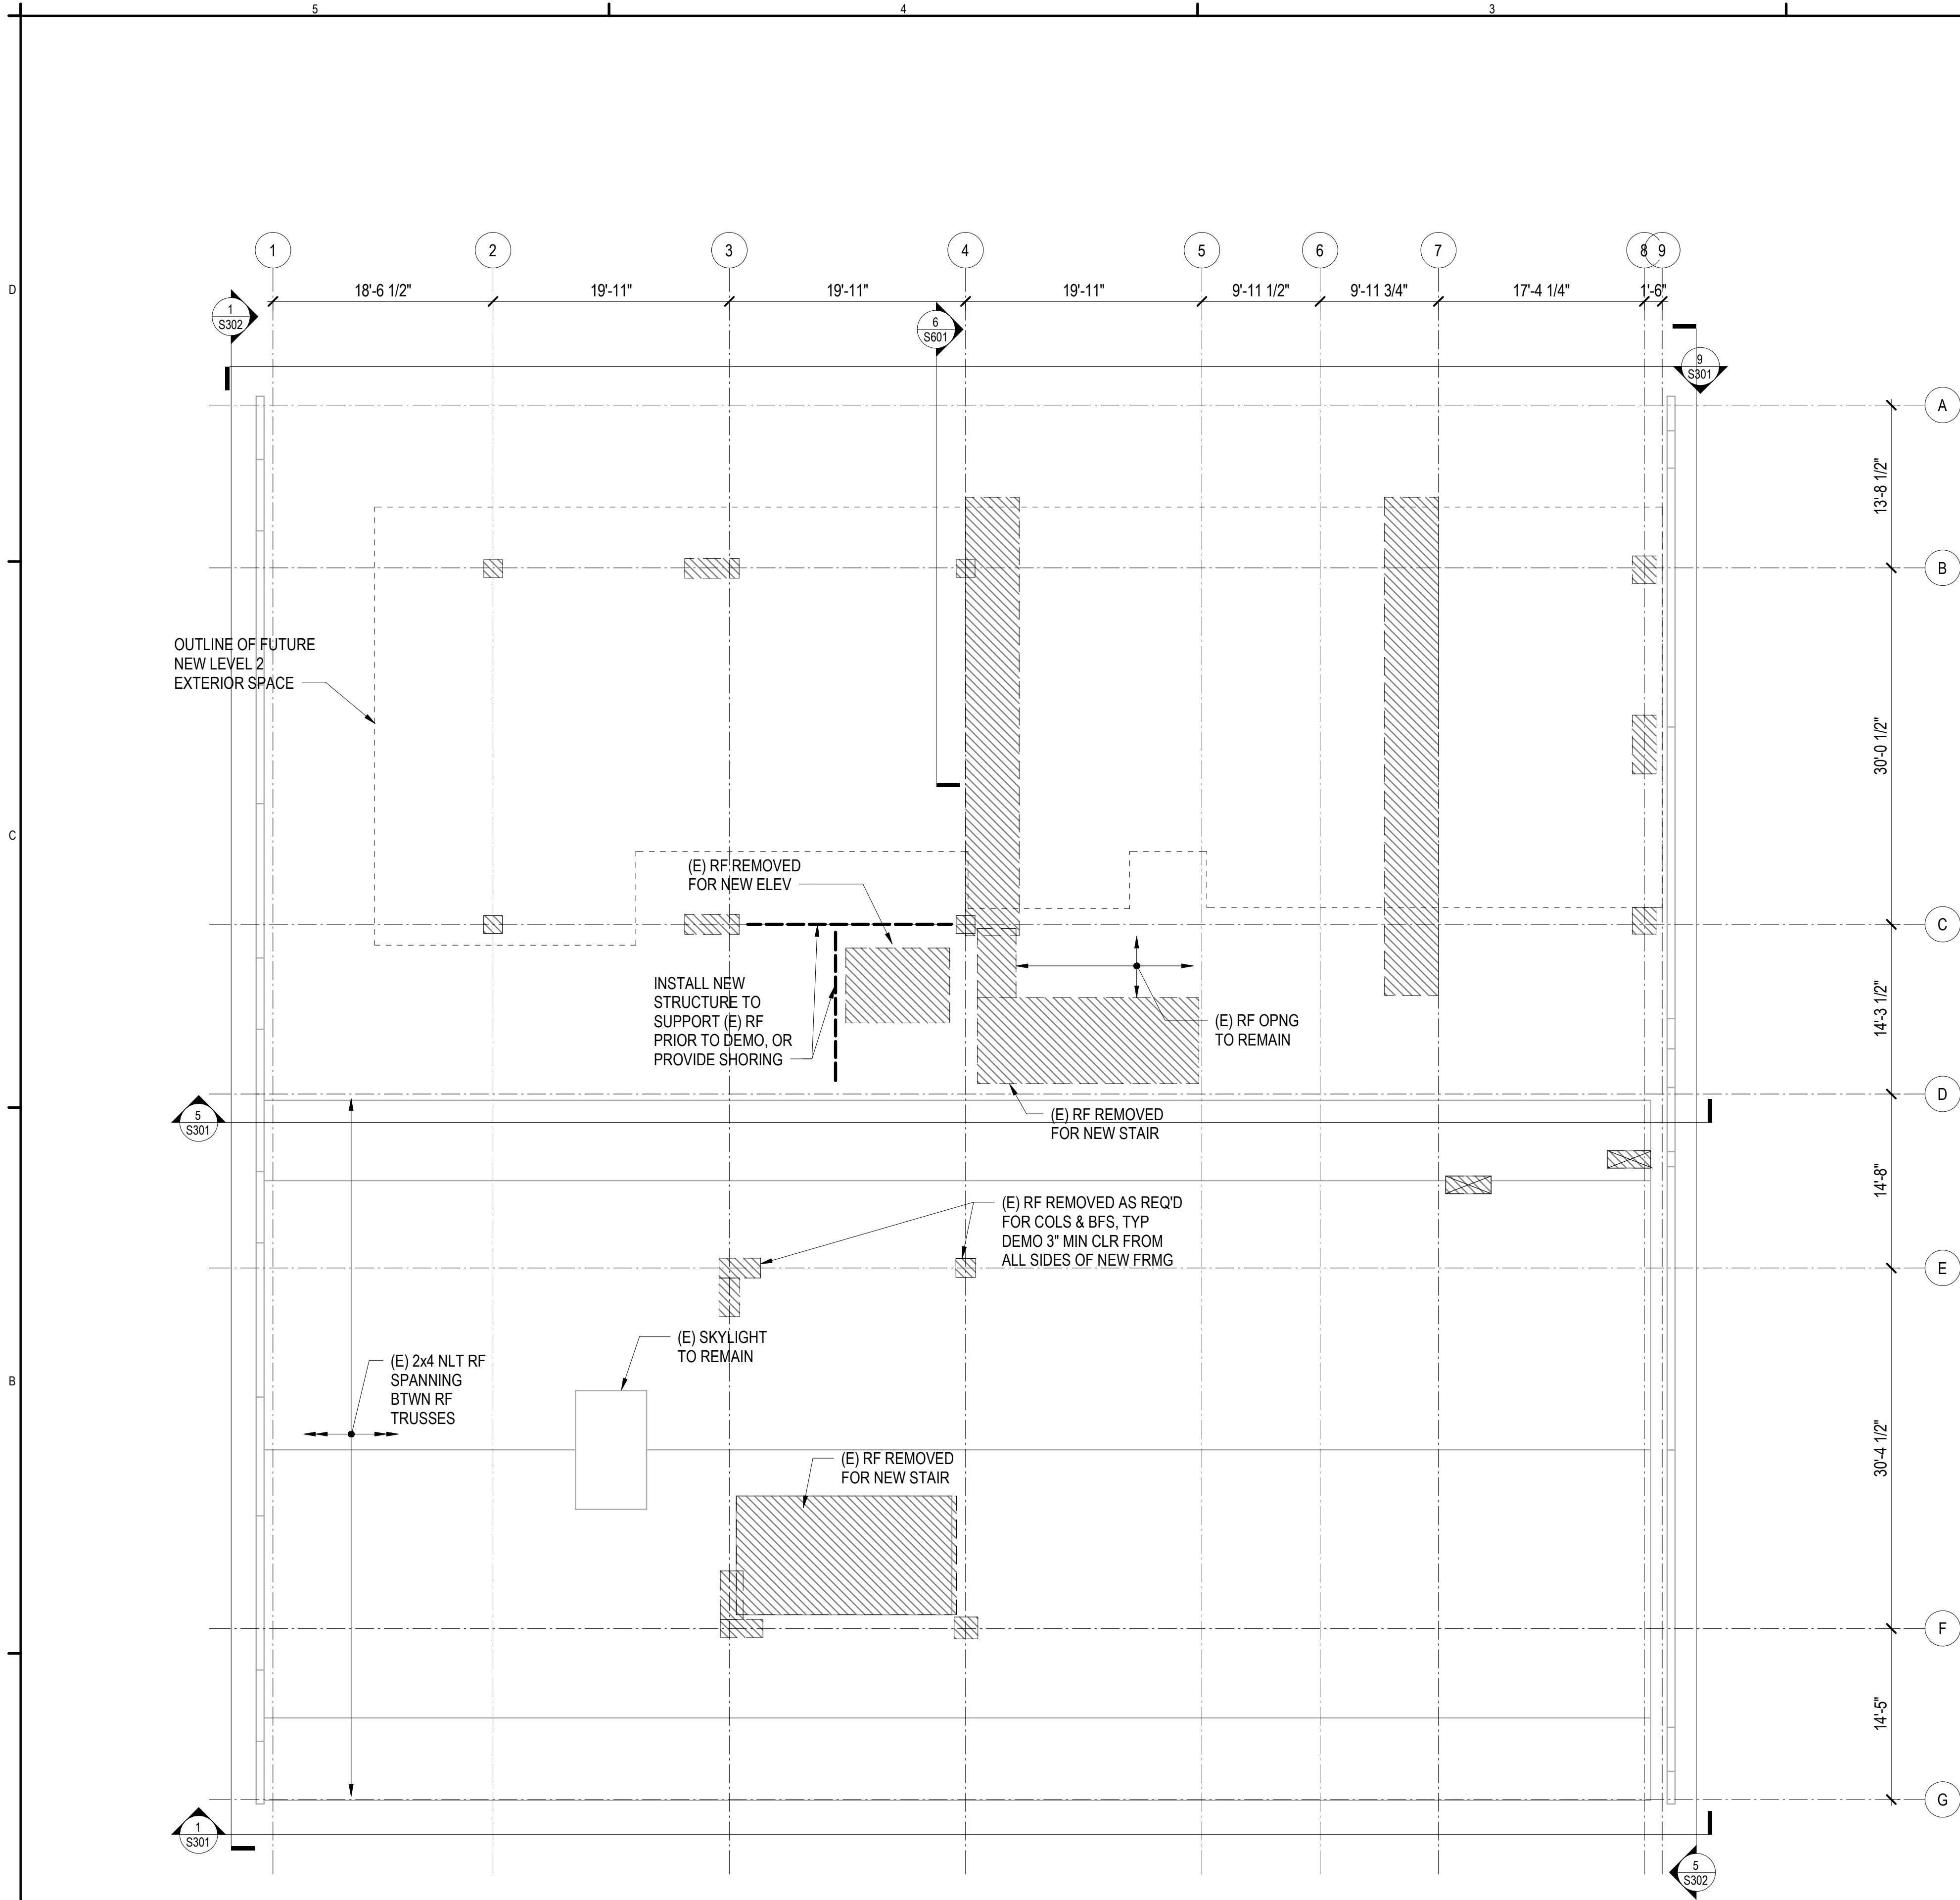 5
4
3
1
2
3
4
5
6
7
8
9
D
18'-6 1/2"
19'-11"
19'-11"
19'-11"
9'-11 1/2"
9'-11 3/4"
17'-4 1/4"
1'-6"
1
S302
6
S601
9
S301
A
13'-8 1/2"
B
OUTLINE OF FUTURE
NEW LEVEL 2
EXTERIOR SPACE
30'-0 1/2"
C
(E) RF REMOVED
FOR NEW ELEV
C
INSTALL NEW
STRUCTURE TO
SUPPORT (E) RF
PRIOR TO DEMO, OR
PROVIDE SHORING
(E) RF OPNG
TO REMAIN
14'-3 1/2"
D
5
S301
(E) RF REMOVED
FOR NEW STAIR
14'-8"
(E) RF REMOVED AS REQ'D
FOR COLS & BFS, TYP
DEMO 3" MIN CLR FROM
ALL SIDES OF NEW FRMG
E
(E) SKYLIGHT
TO REMAIN
B
(E) 2x4 NLT RF
SPANNING
BTWN RF
TRUSSES
30'-4 1/2"
(E) RF REMOVED
FOR NEW STAIR
F
14'-5"
G
1
S301
5
S302